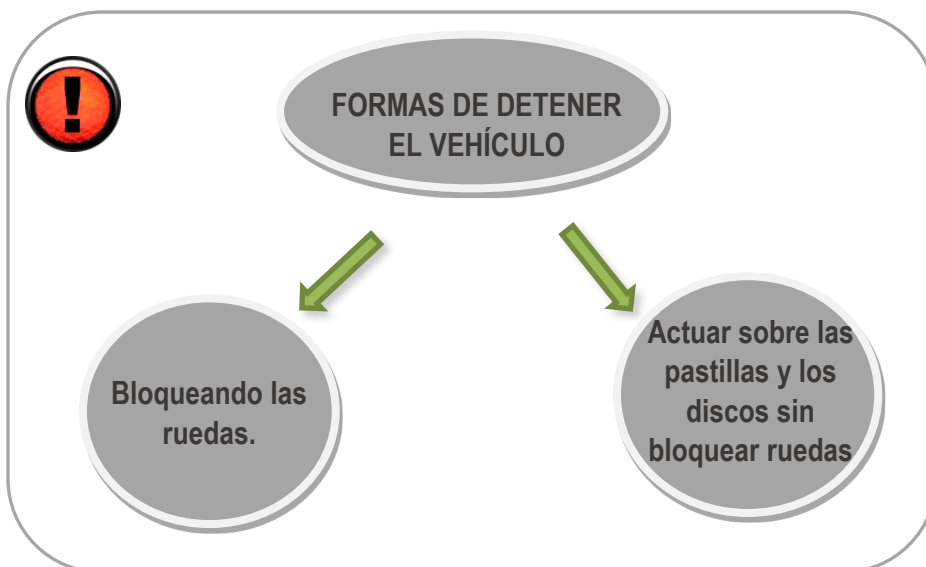 !
FORMAS DE DETENER
EL VEHÍCULO
Bloqueando las
ruedas.
Actuar sobre las
pastillas y los
discos sin
bloquear ruedas